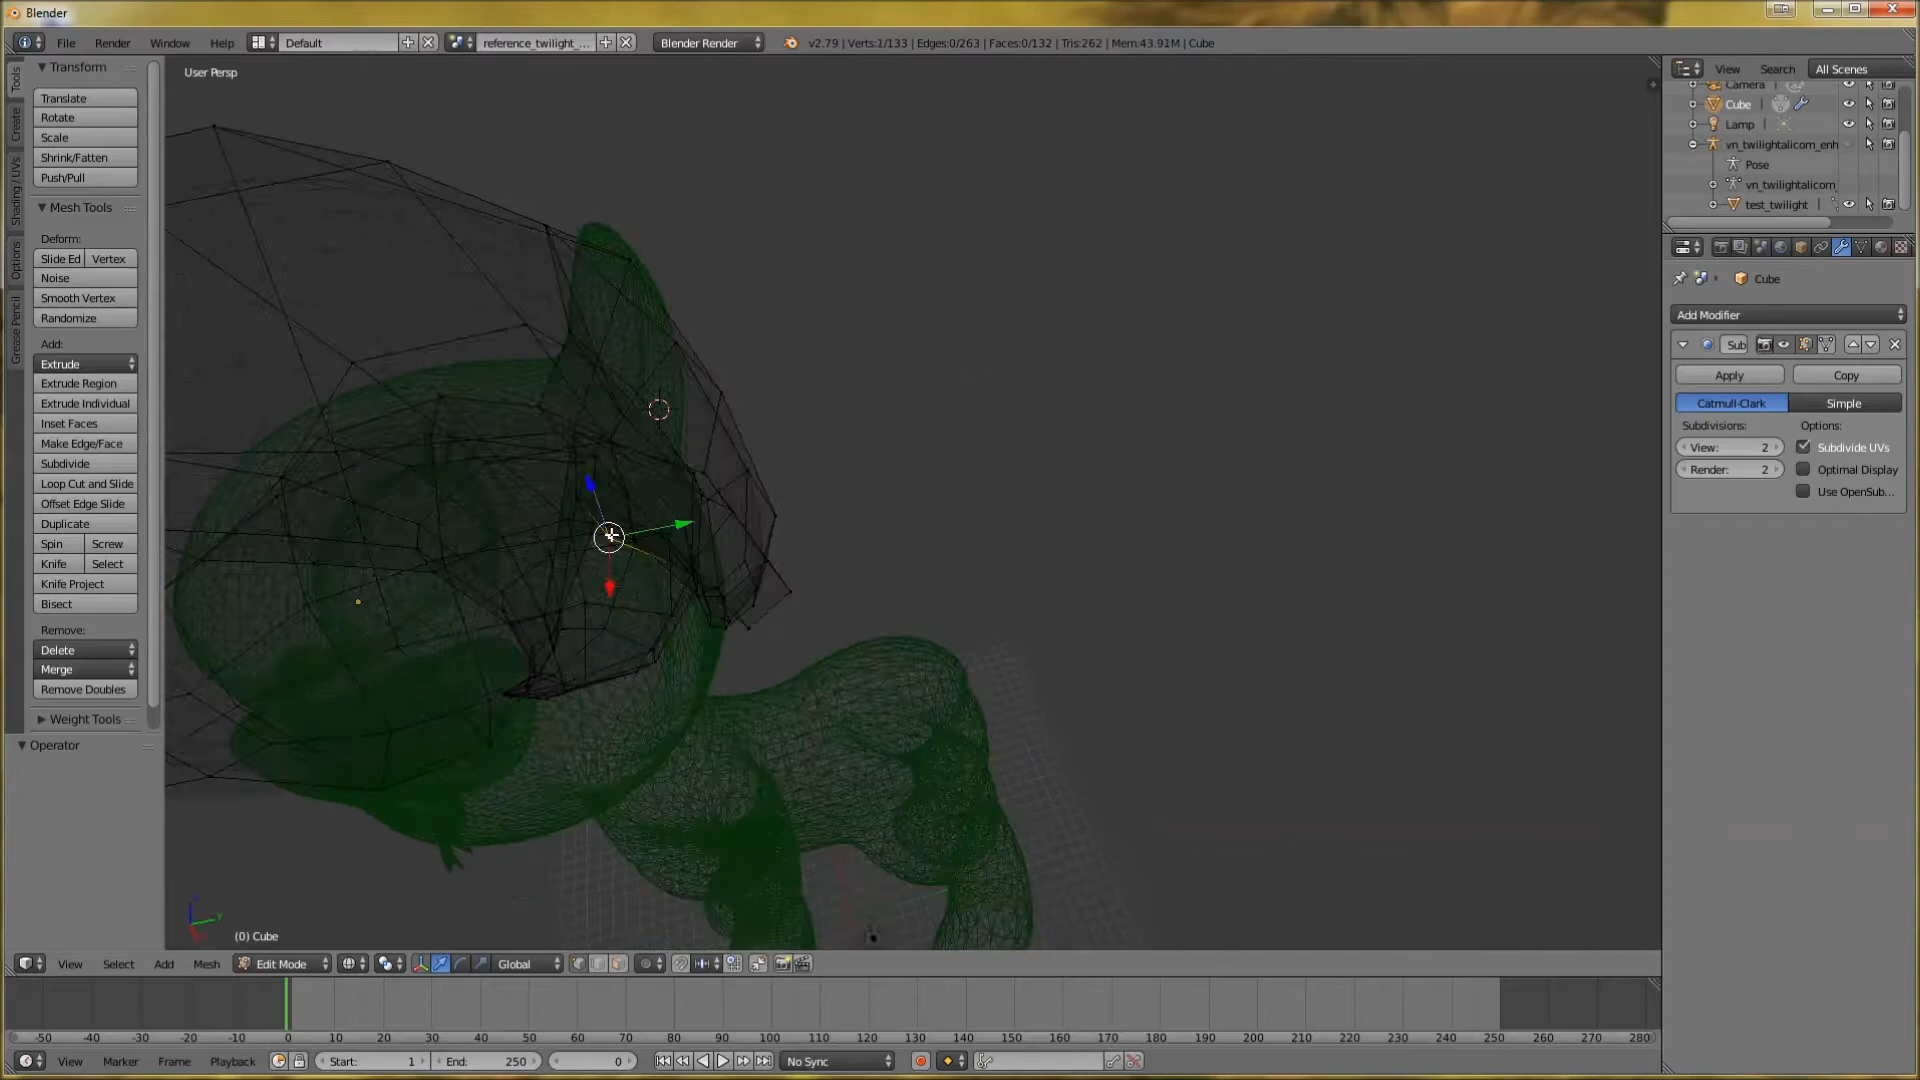 Blender
File Render Window Help Default reference_twilight_... Blender Render v2.79 | Verts:1/133 | Edges:0/263 | Faces:0/132 | Tris:262 | Mem:43.91M | Cube
Transform
Translate
Rotate
Scale
Shrink/Fatten
Push/Pull
Mesh Tools
Deform:
Slide Ed Vertex
Noise
Smooth Vertex
Randomize
Add:
Extrude
Extrude Region
Extrude Individual
Inset Faces
Make Edge/Face
Subdivide
Loop Cut and Slide
Offset Edge Slide
Duplicate
Spin Screw
Knife Select
Knife Project
Bisect
Remove:
Delete
Merge
Remove Doubles
Weight Tools
Operator
Tools
Create
Shading / UVs
Options
Grease Pencil
User Persp
(0) Cube
View Search All Scenes
Camera
Cube
Lamp
vn_twilightalicorn_enh
Pose
vn_twilightalicorn_
test_twilight
Cube
Add Modifier
Sub
Apply Copy
Catmull-Clark Simple
Subdivisions: Options:
View: 2 Subdivide UVs
Render: 2 Optimal Display
Use OpenSub...
View Select Add Mesh Edit Mode Global
-50 -40 -30 -20 -10 0 10 20 30 40 50 60 70 80 90 100 110 120 130 140 150 160 170 180 190 200 210 220 230 240 250 260 270 280
View Marker Frame Playback Start: 1 End: 250 0 No Sync